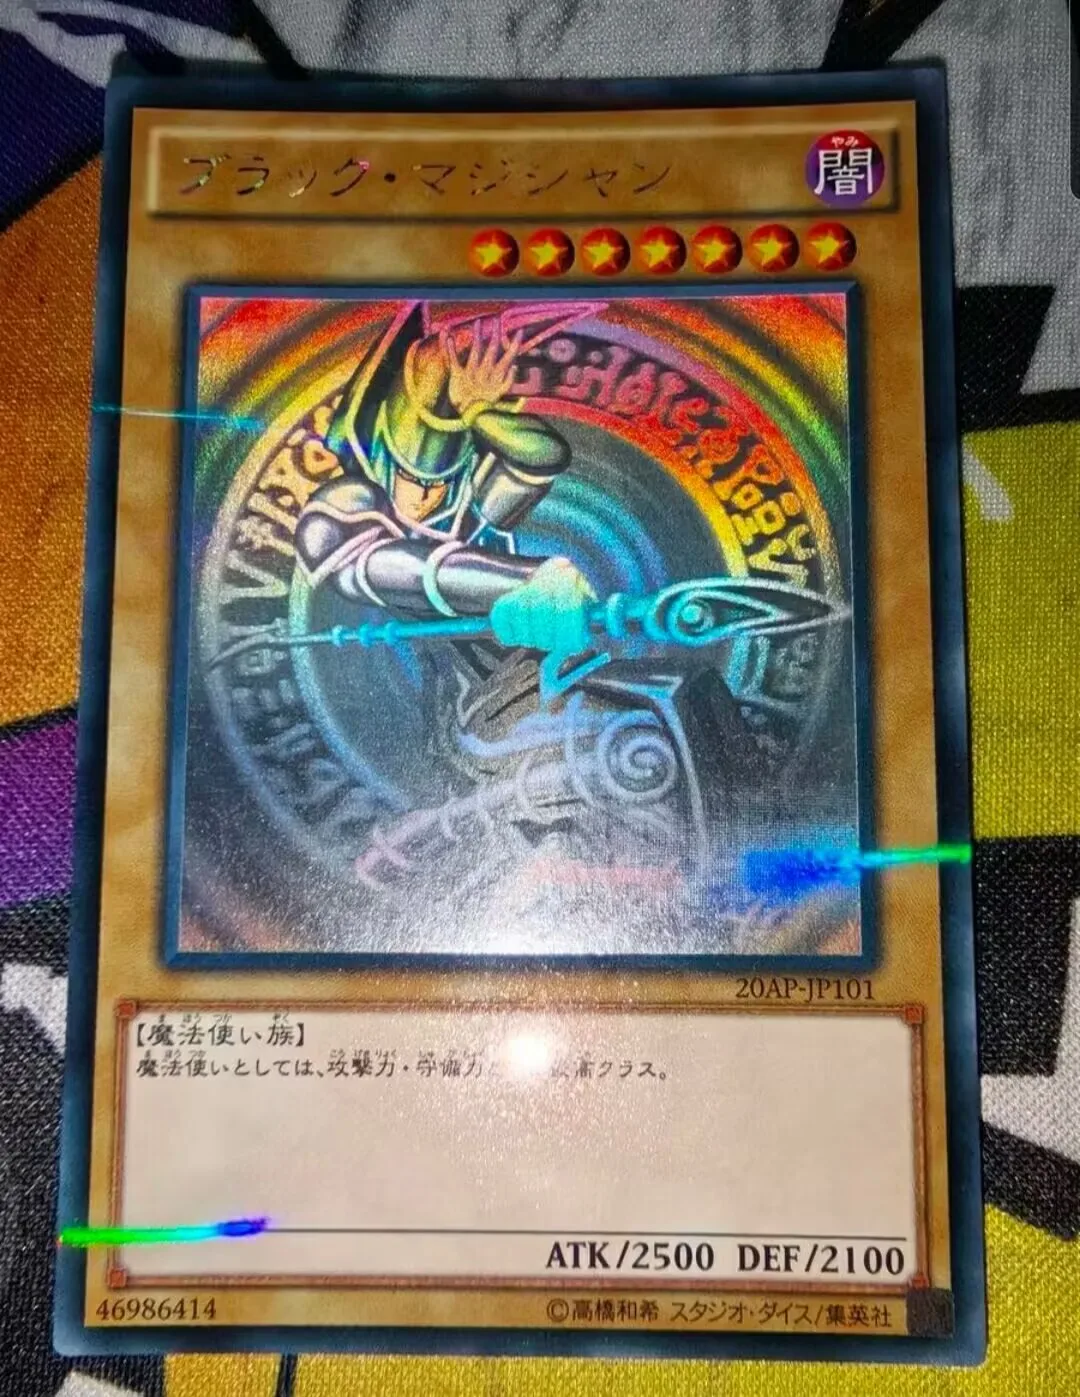 ブラック・マジシャン
やみ
闇
20AP-JP101
【魔法使い族】
魔法使いとしては、攻撃力・守備力 高クラス。
ATK/2500 DEF/2100
46986414 ©高橋和希 スタジオ・ダイス/集英社